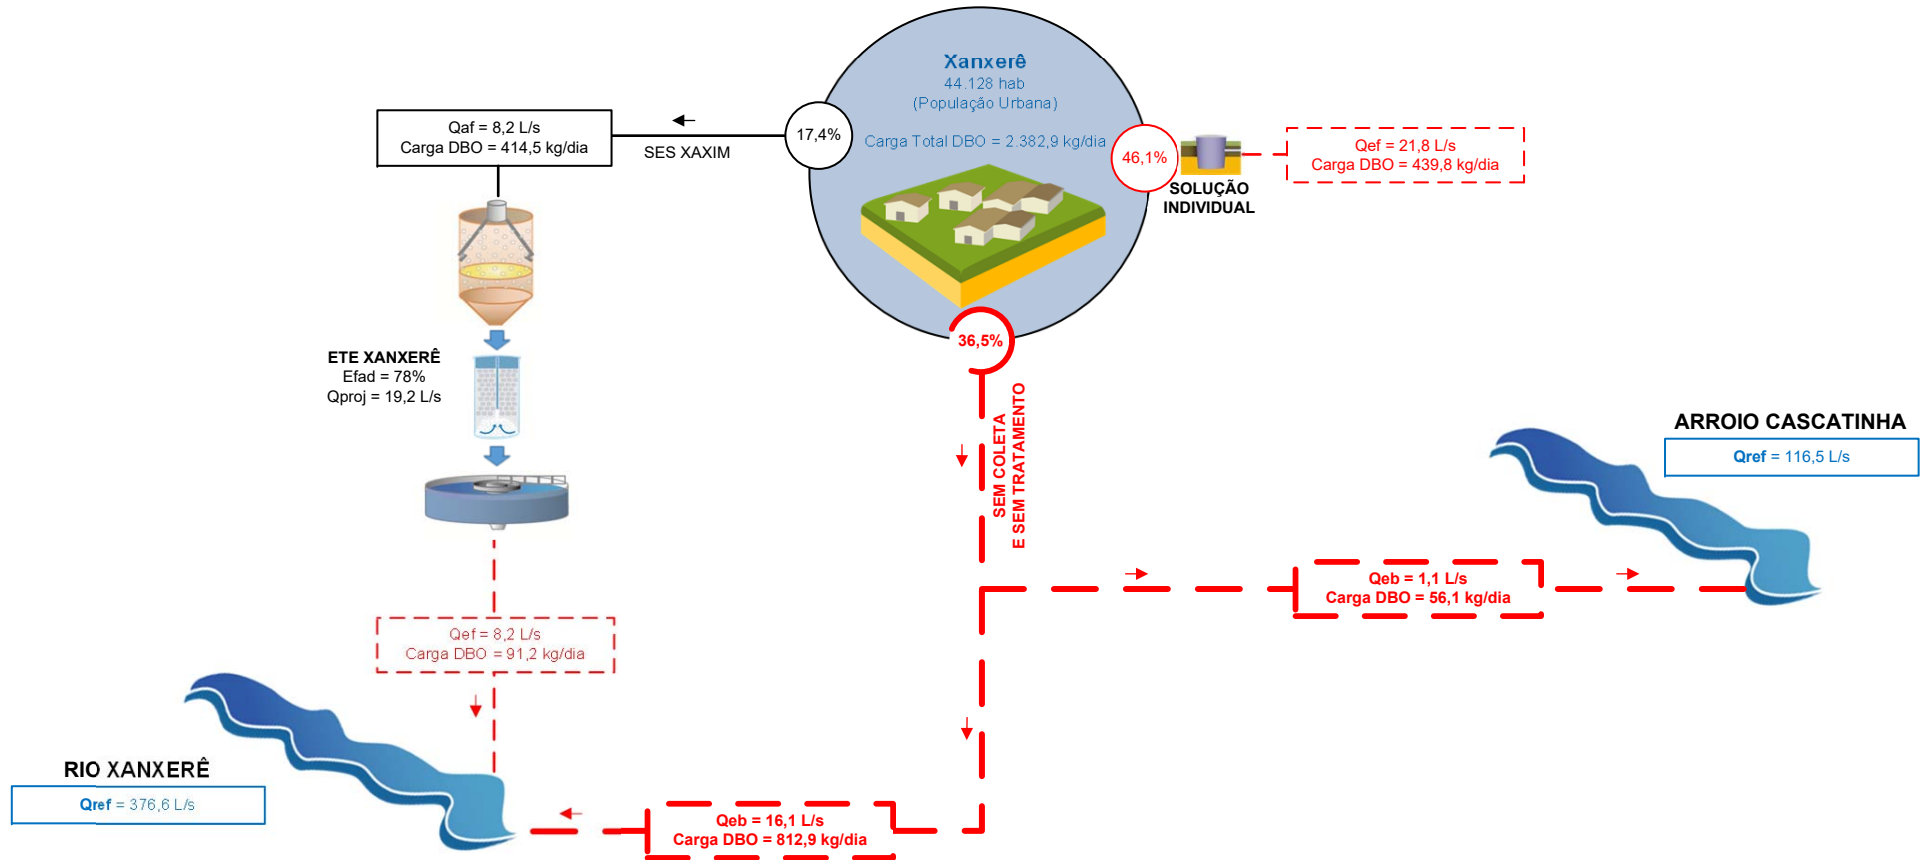 Xanxerê
44.128 hab
(População Urbana)
Carga Total DBO = 2.382,9 kg/dia
17,4%
SES XAXIM
Qaf = 8,2 L/s
Carga DBO = 414,5 kg/dia
46,1%
SOLUÇÃO
INDIVIDUAL
Qef = 21,8 L/s
Carga DBO = 439,8 kg/dia
36,5%
SEM COLETA
E SEM TRATAMENTO
ETE XANXERÊ
Efad = 78%
Qproj = 19,2 L/s
ARROIO CASCATINHA
Qref = 116,5 L/s
Qeb = 1,1 L/s
Carga DBO = 56,1 kg/dia
Qef = 8,2 L/s
Carga DBO = 91,2 kg/dia
RIO XANXERÊ
Qref = 376,6 L/s
Qeb = 16,1 L/s
Carga DBO = 812,9 kg/dia